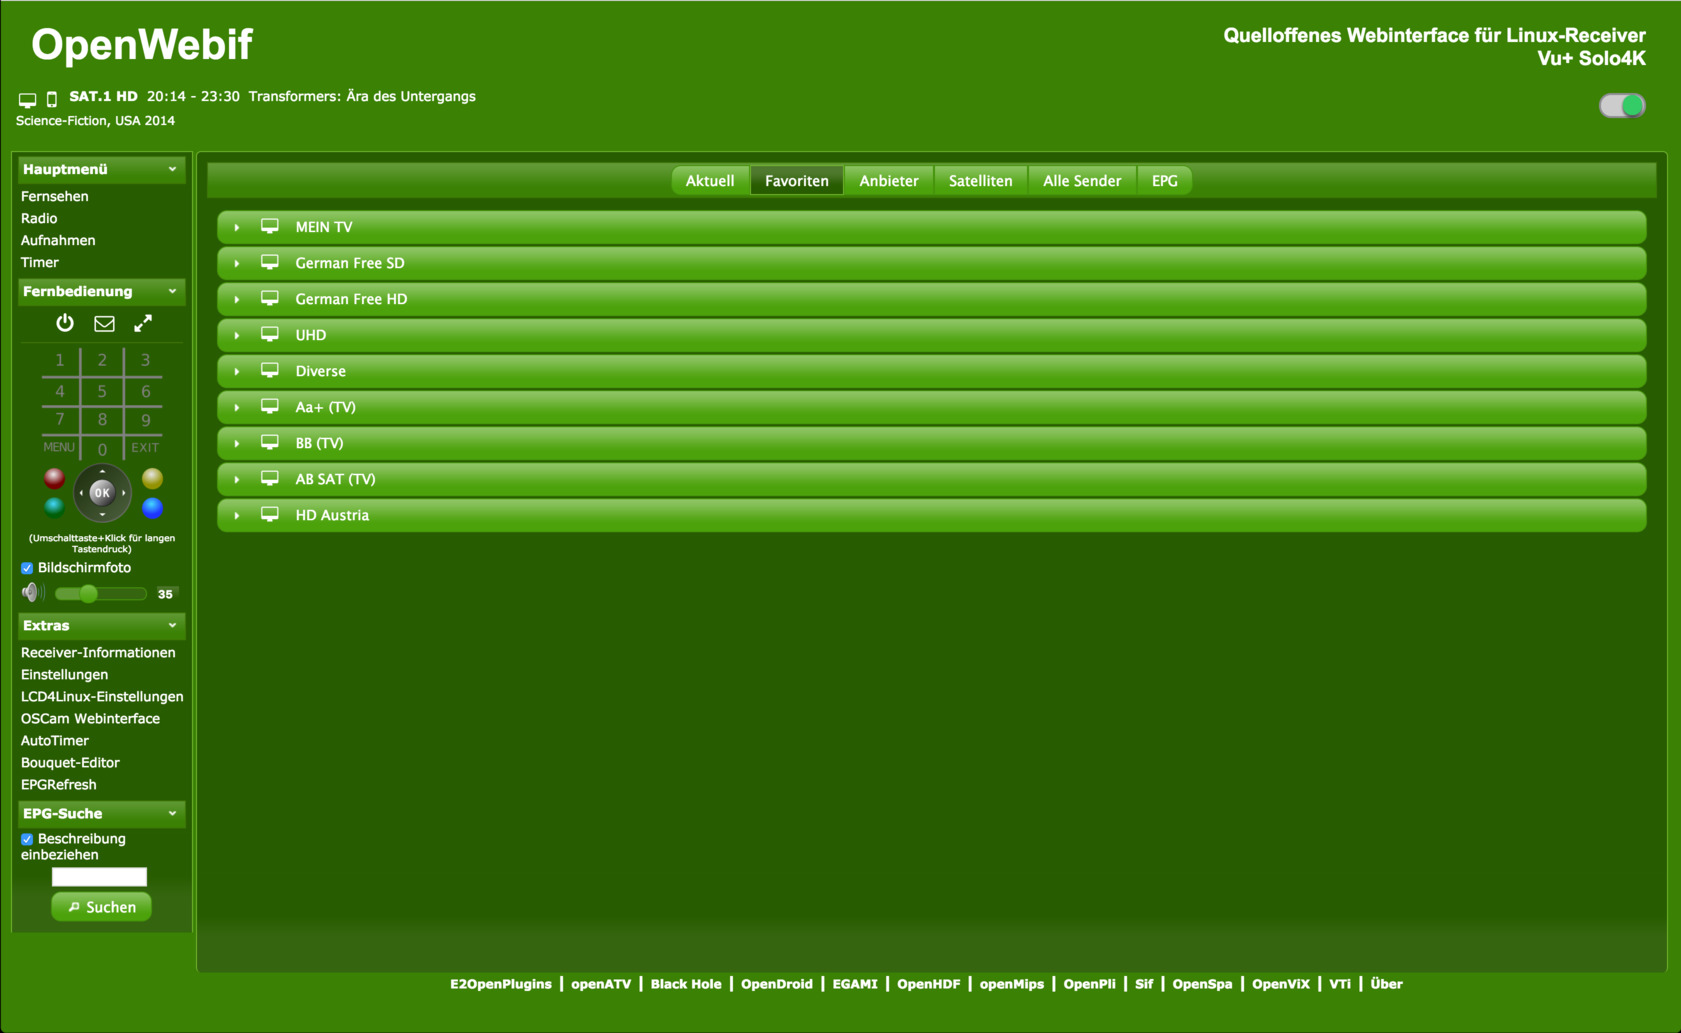 OpenWebif
Quelloffenes Webinterface für Linux-Receiver
Vu+ Solo4K
SAT.1 HD 20:14 - 23:30 Transformers: Ära des Untergangs
Science-Fiction, USA 2014
Hauptmenü
Fernsehen
Radio
Aufnahmen
Timer
Fernbedienung
1 2 3
4 5 6
7 8 9
MENU 0 EXIT
OK
(Umschalttaste+Klick für langen
Tastendruck)
Bildschirmfoto
35
Extras
Receiver-Informationen
Einstellungen
LCD4Linux-Einstellungen
OSCam Webinterface
AutoTimer
Bouquet-Editor
EPGRefresh
EPG-Suche
Beschreibung
einbeziehen
Suchen
Aktuell Favoriten Anbieter Satelliten Alle Sender EPG
MEIN TV
German Free SD
German Free HD
UHD
Diverse
Aa+ (TV)
BB (TV)
AB SAT (TV)
HD Austria
E2OpenPlugins | openATV | Black Hole | OpenDroid | EGAMI | OpenHDF | openMips | OpenPli | Sif | OpenSpa | OpenViX | VTi | Über